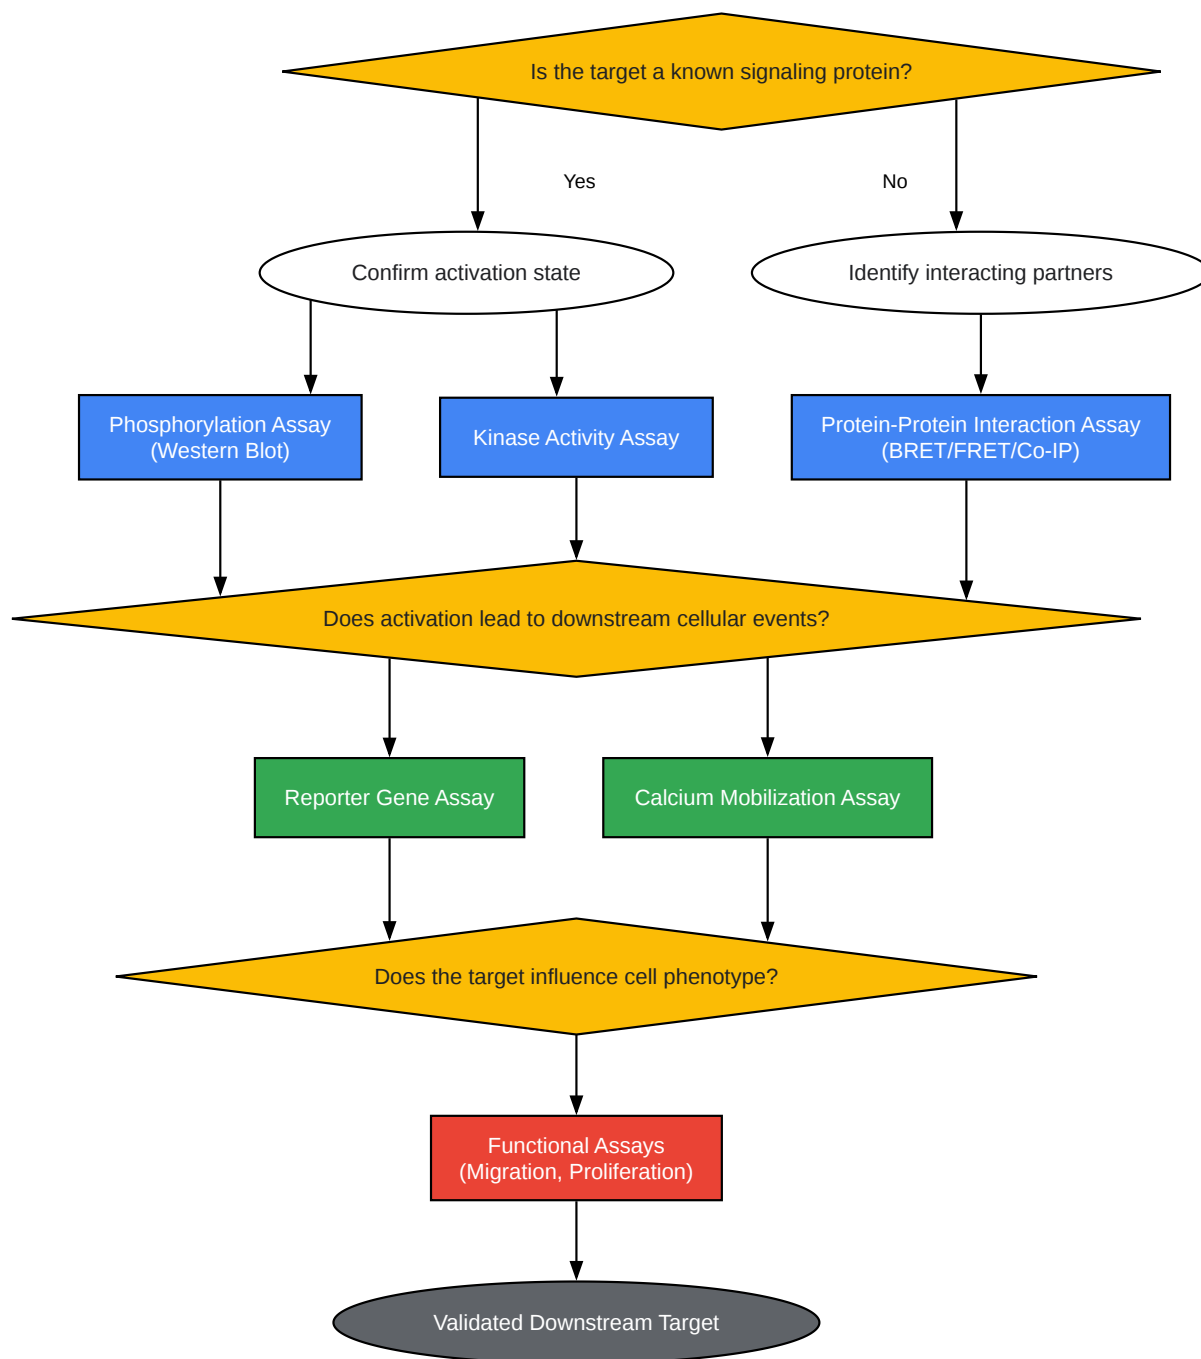 Is the target a known signaling protein?
Yes
No
Confirm activation state
Identify interacting partners
Phosphorylation Assay
(Western Blot)
Kinase Activity Assay
Protein-Protein Interaction Assay
(BRET/FRET/Co-IP)
Does activation lead to downstream cellular events?
Reporter Gene Assay
Calcium Mobilization Assay
Does the target influence cell phenotype?
Functional Assays
(Migration, Proliferation)
Validated Downstream Target